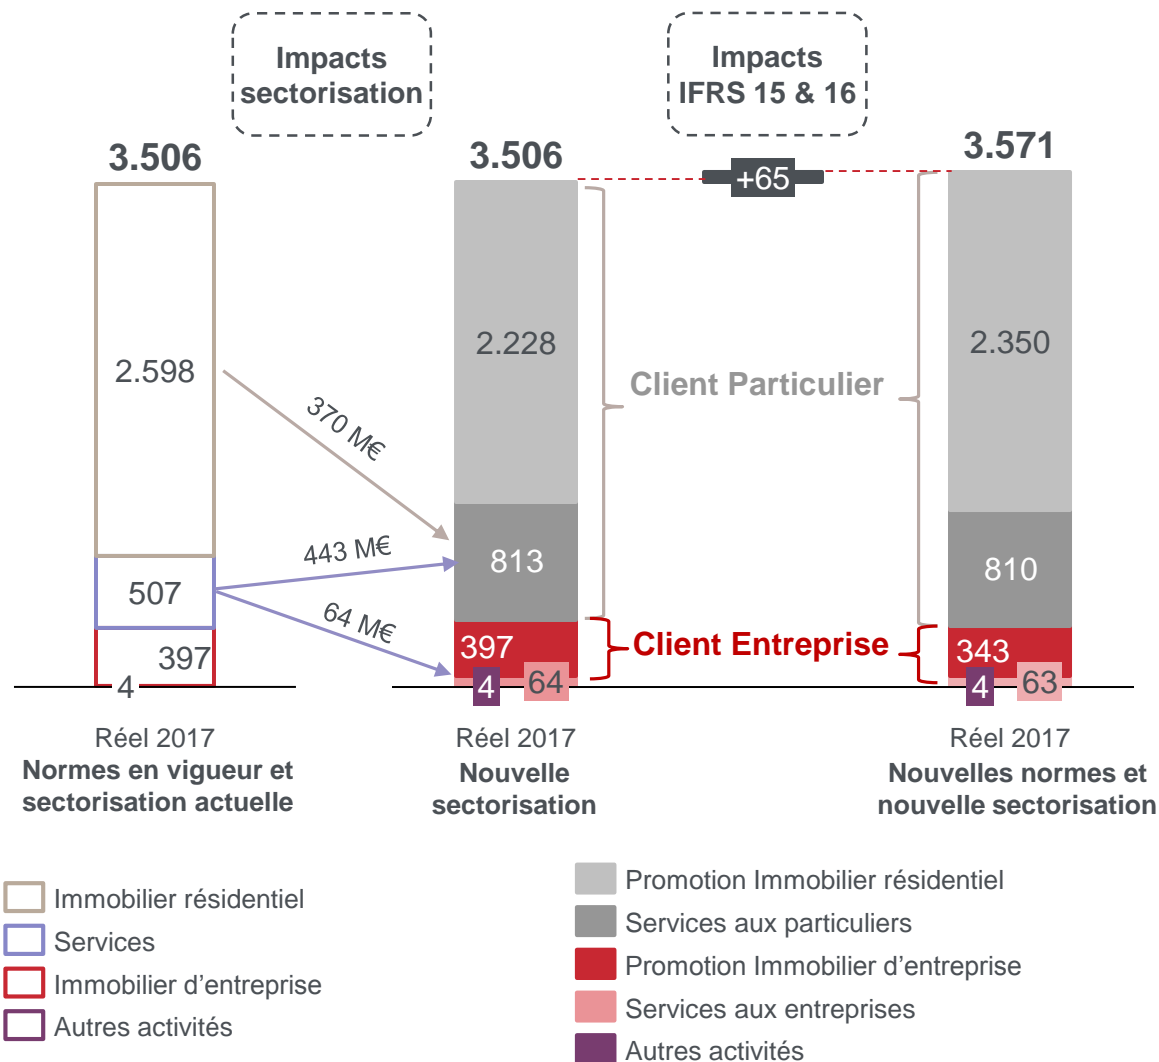 Impacts
sectorisation
Impacts
IFRS 15 & 16
3.506
3.506
3.571
+65
2.598
2.228
2.350
Client Particulier
370 M€
443 M€
64 M€
507
813
810
397
397
Client Entreprise
343
4
4
64
4
63
Réel 2017
Normes en vigueur et
sectorisation actuelle
Réel 2017
Nouvelle
sectorisation
Réel 2017
Nouvelles normes et
nouvelle sectorisation
Immobilier résidentiel
Services
Immobilier d’entreprise
Autres activités
Promotion Immobilier résidentiel
Services aux particuliers
Promotion Immobilier d’entreprise
Services aux entreprises
Autres activités